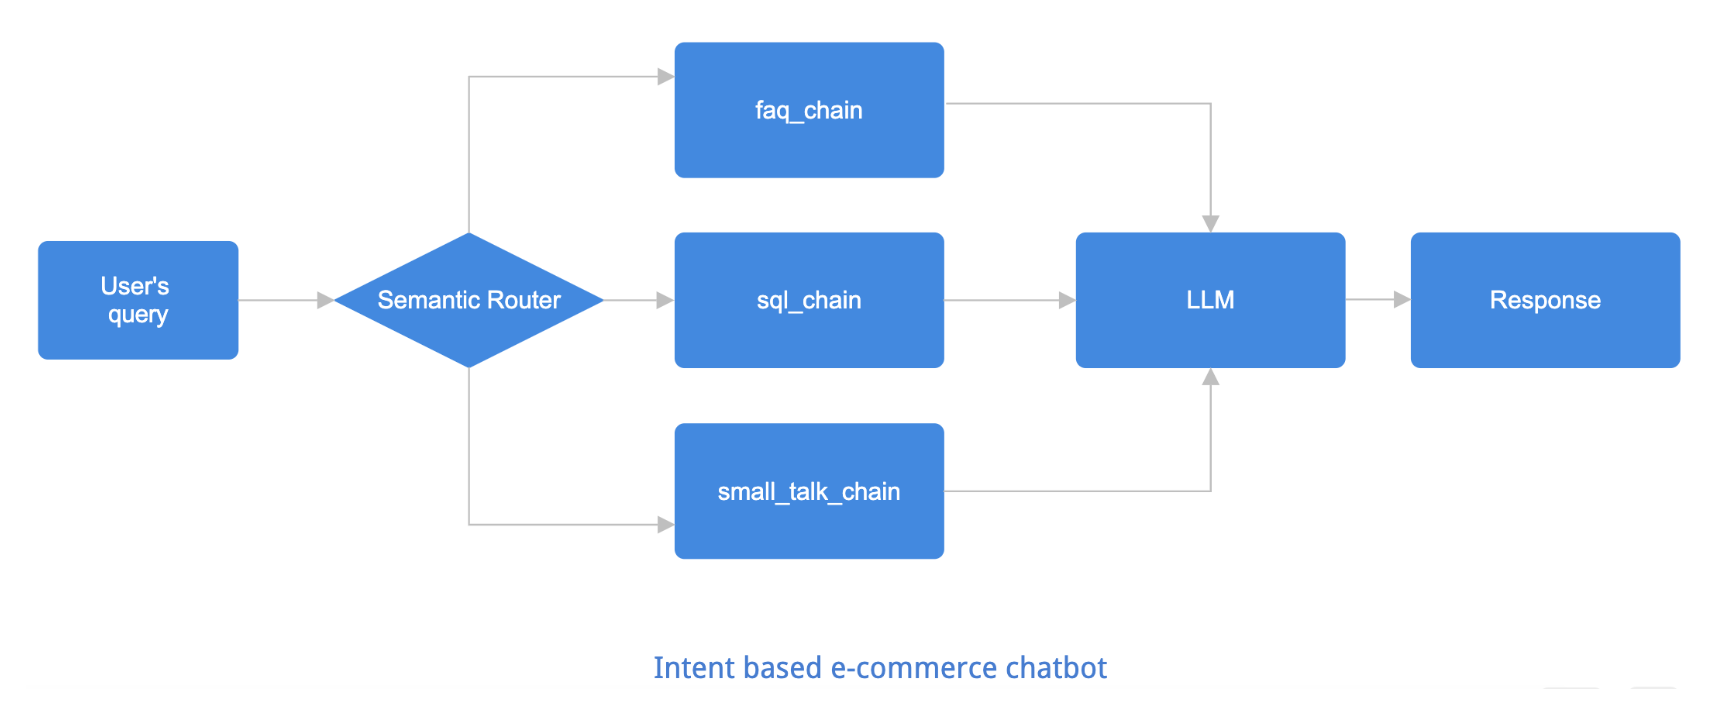 User's
query
Semantic Router
faq_chain
sql_chain
small_talk_chain
LLM
Response
Intent based e-commerce chatbot